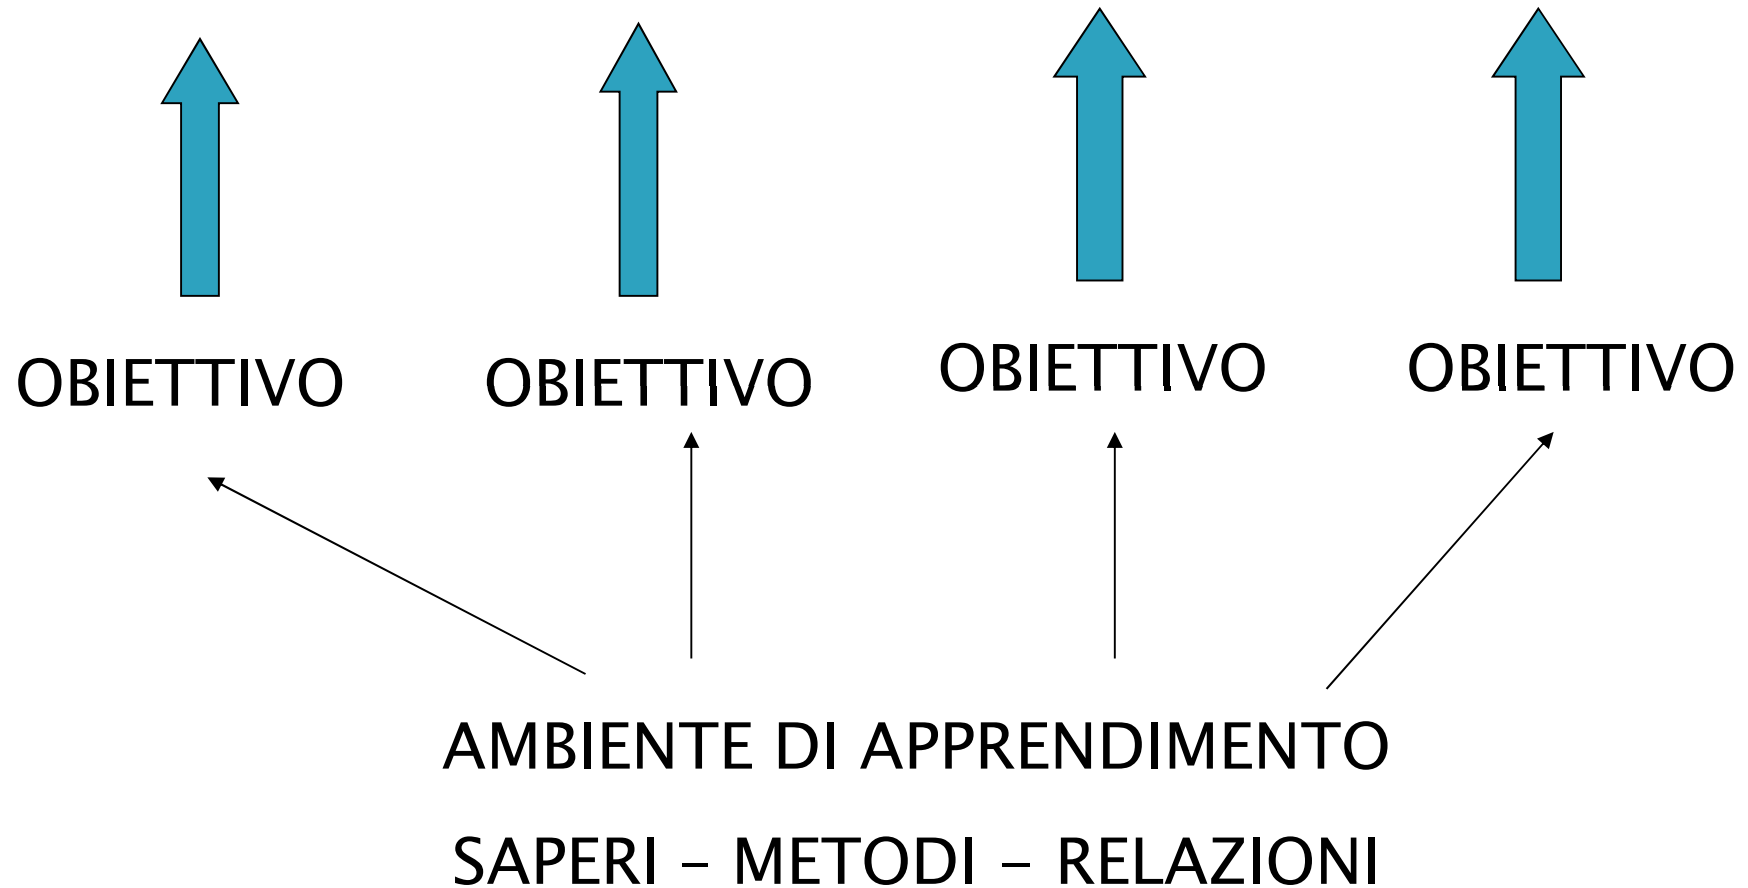 OBIETTIVO OBIETTIVO OBIETTIVO OBIETTIVO
AMBIENTE DI APPRENDIMENTO
SAPERI – METODI – RELAZIONI